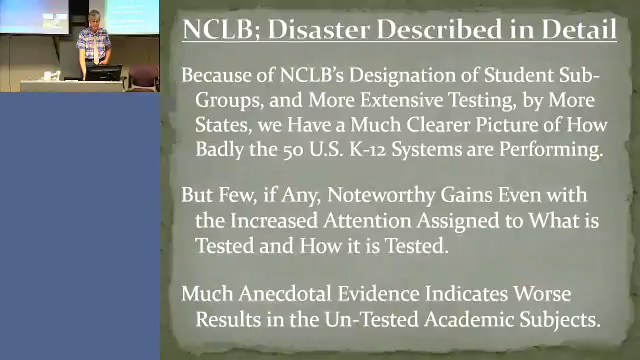 NCLB; Disaster Described in Detail
Because of NCLB's Designation of Student Sub-
Groups, and More Extensive Testing, by More
States, we Have a Much Clearer Picture of How
Badly the 50 U.S. K-12 Systems are Performing.
But Few, if Any, Noteworthy Gains Even with
the Increased Attention Assigned to What is
Tested and How it is Tested.
Much Anecdotal Evidence Indicates Worse
Results in the Un-Tested Academic Subjects.